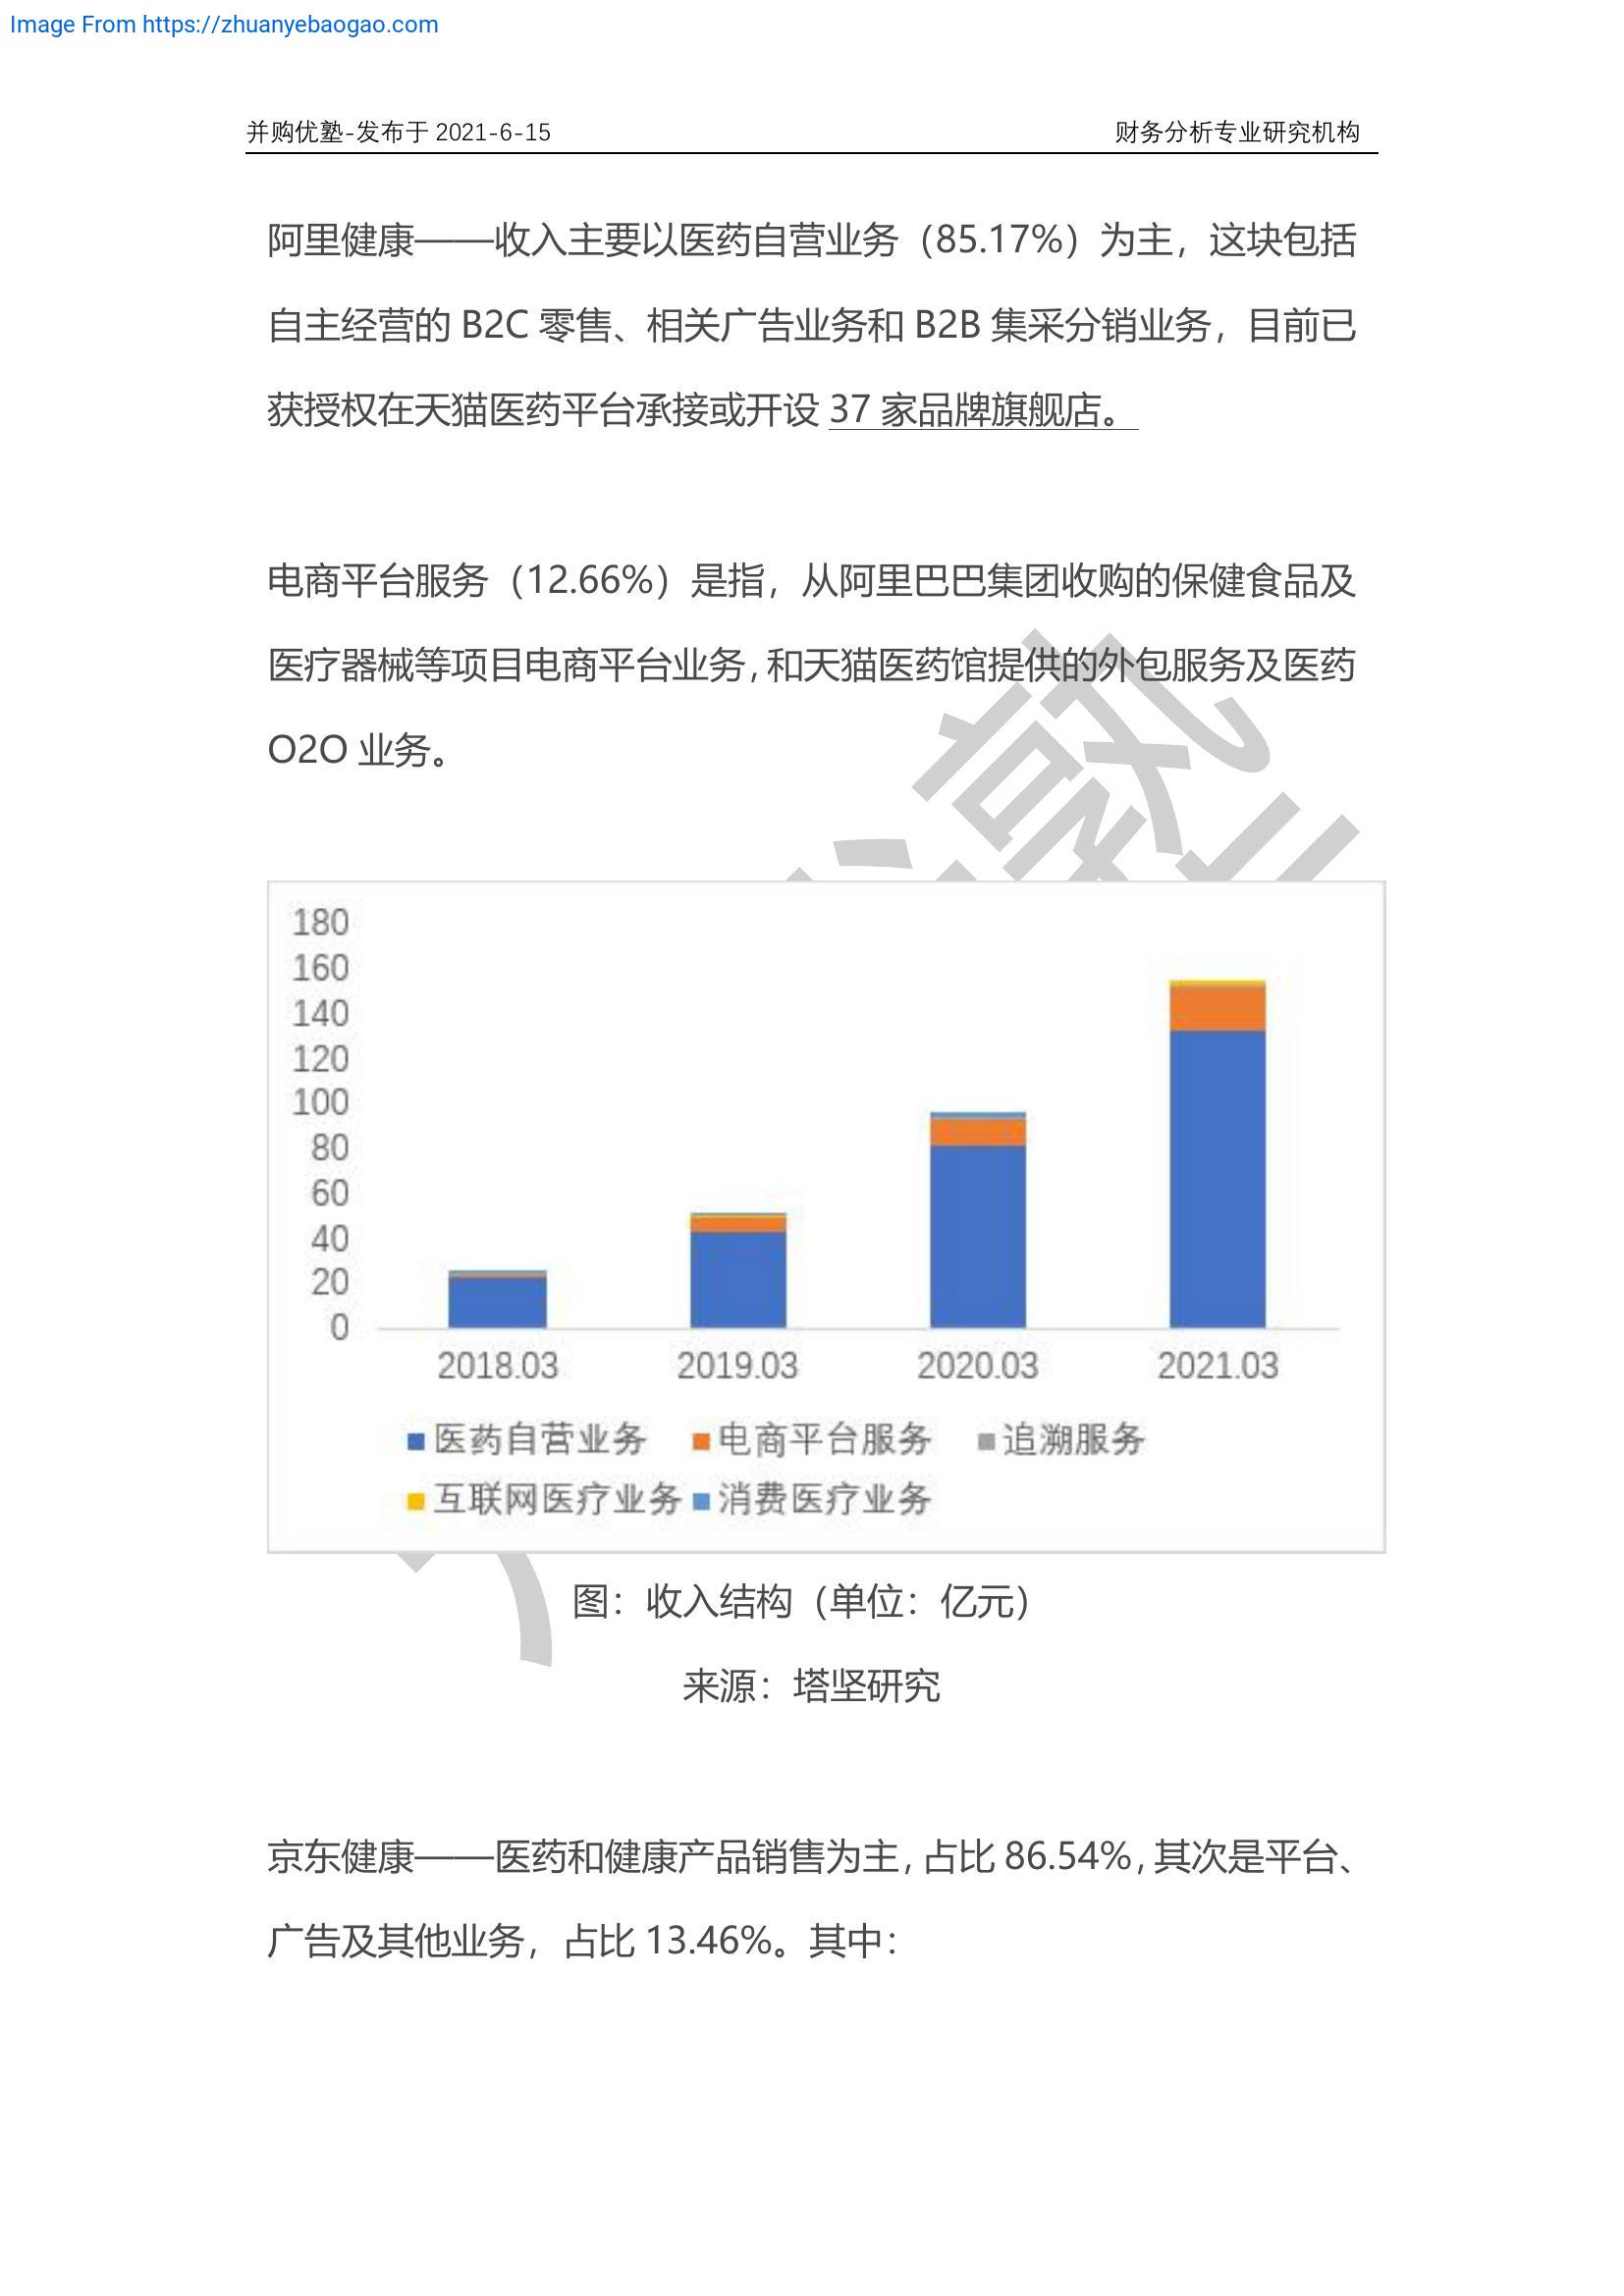 Image From https://zhuanyebaogao.com
并购优塾-发布于 2021-6-15 财务分析专业研究机构
阿里健康——收入主要以医药自营业务（85.17%）为主，这块包括
自主经营的 B2C 零售、相关广告业务和 B2B 集采分销业务，目前已
获授权在天猫医药平台承接或开设 37 家品牌旗舰店。
电商平台服务（12.66%）是指，从阿里巴巴集团收购的保健食品及
医疗器械等项目电商平台业务，和天猫医药馆提供的外包服务及医药
O2O 业务。
180
160
140
120
100
80
60
40
20
0
2018.03 2019.03 2020.03 2021.03
医药自营业务 电商平台服务 追溯服务
互联网医疗业务 消费医疗业务
图：收入结构（单位：亿元）
来源：塔坚研究
京东健康——医药和健康产品销售为主，占比 86.54%，其次是平台、
广告及其他业务，占比 13.46%。其中：